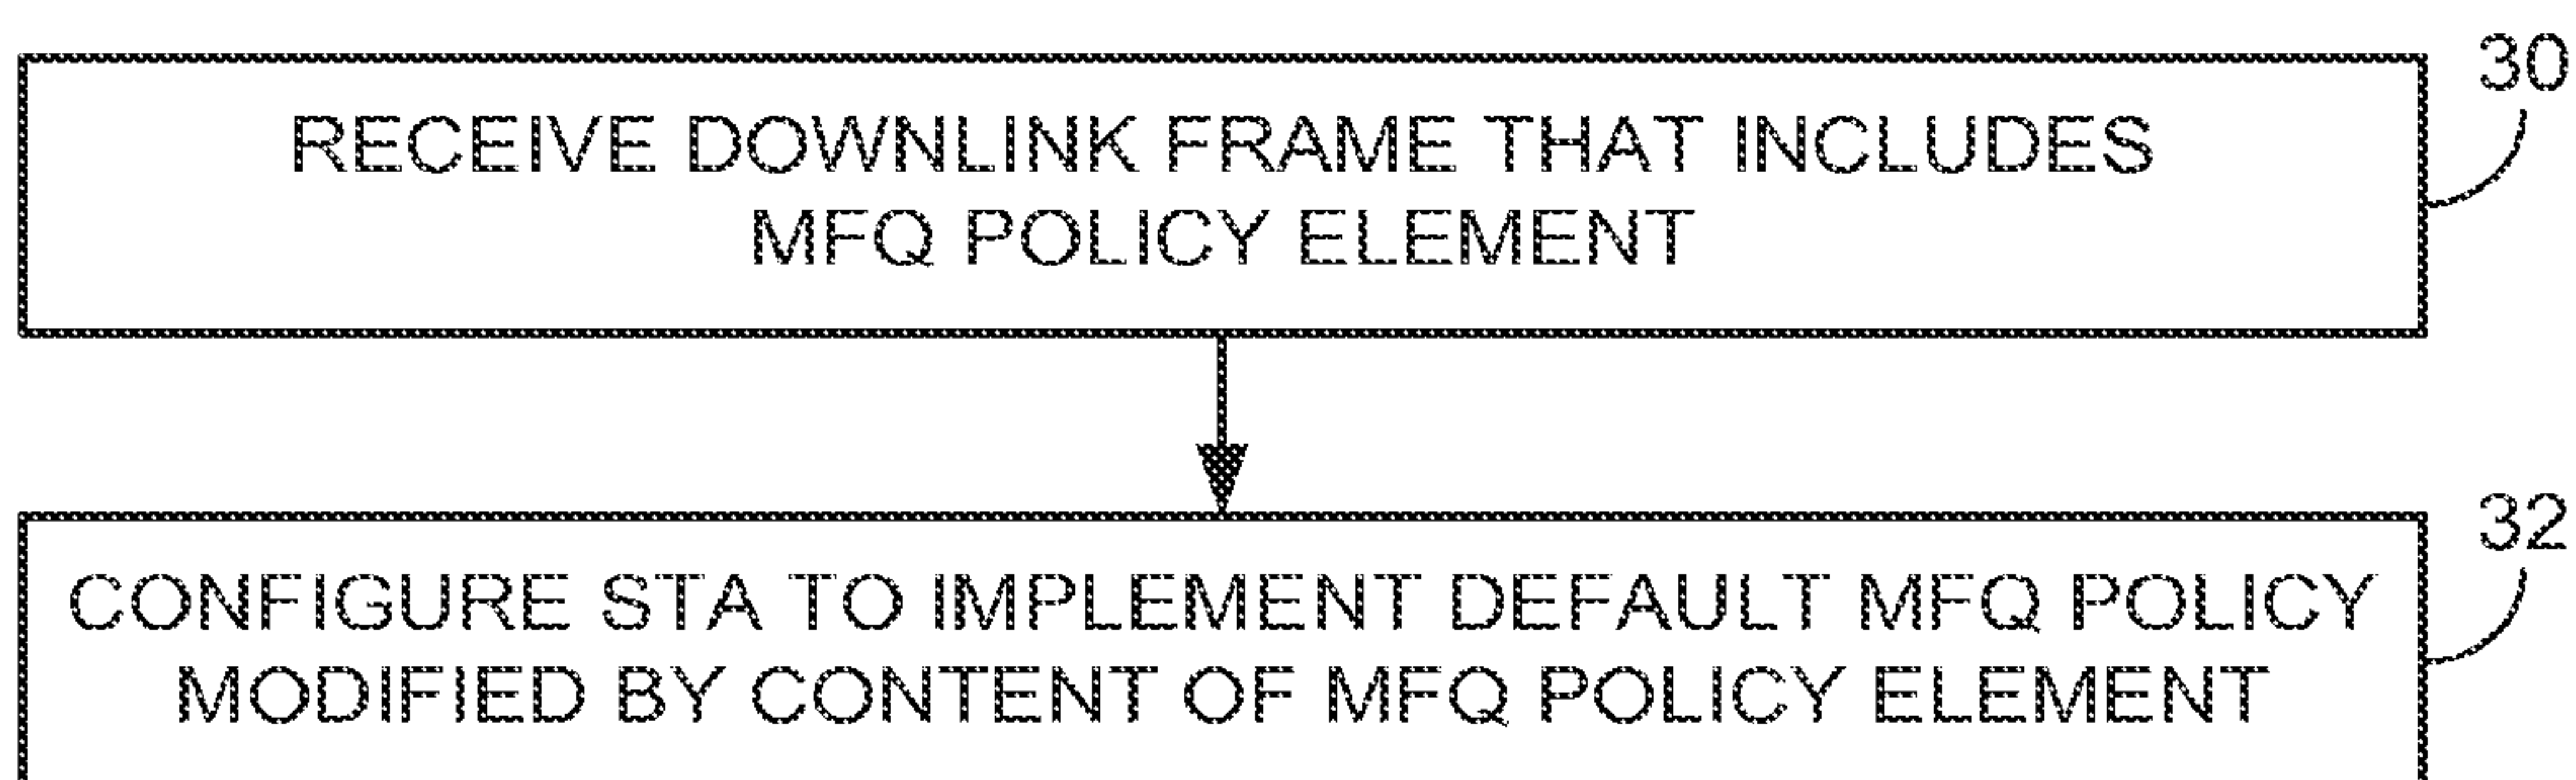 30
RECEIVE DOWNLINK FRAME THAT INCLUDES
MFQ POLICY ELEMENT
32
CONFIGURE STA TO IMPLEMENT DEFAULT MFQ POLICY
MODIFIED BY CONTENT OF MFQ POLICY ELEMENT